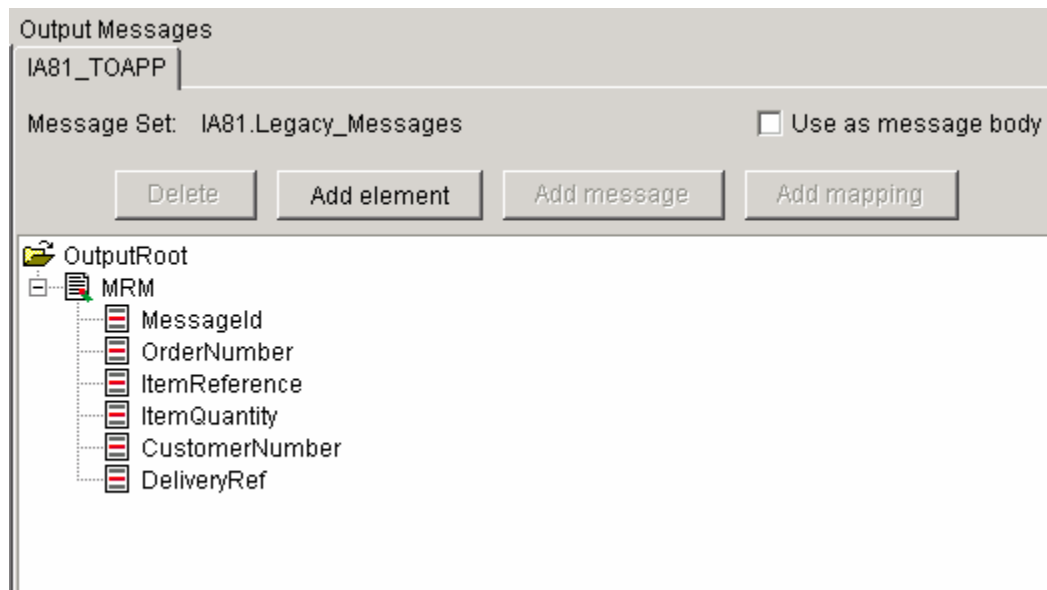 Output Messages
IA81_TOAPP
Message Set: IA81.Legacy_Messages Use as message body
Delete Add element Add message Add mapping
OutputRoot
MRM
MessageId
OrderNumber
ItemReference
ItemQuantity
CustomerNumber
DeliveryRef